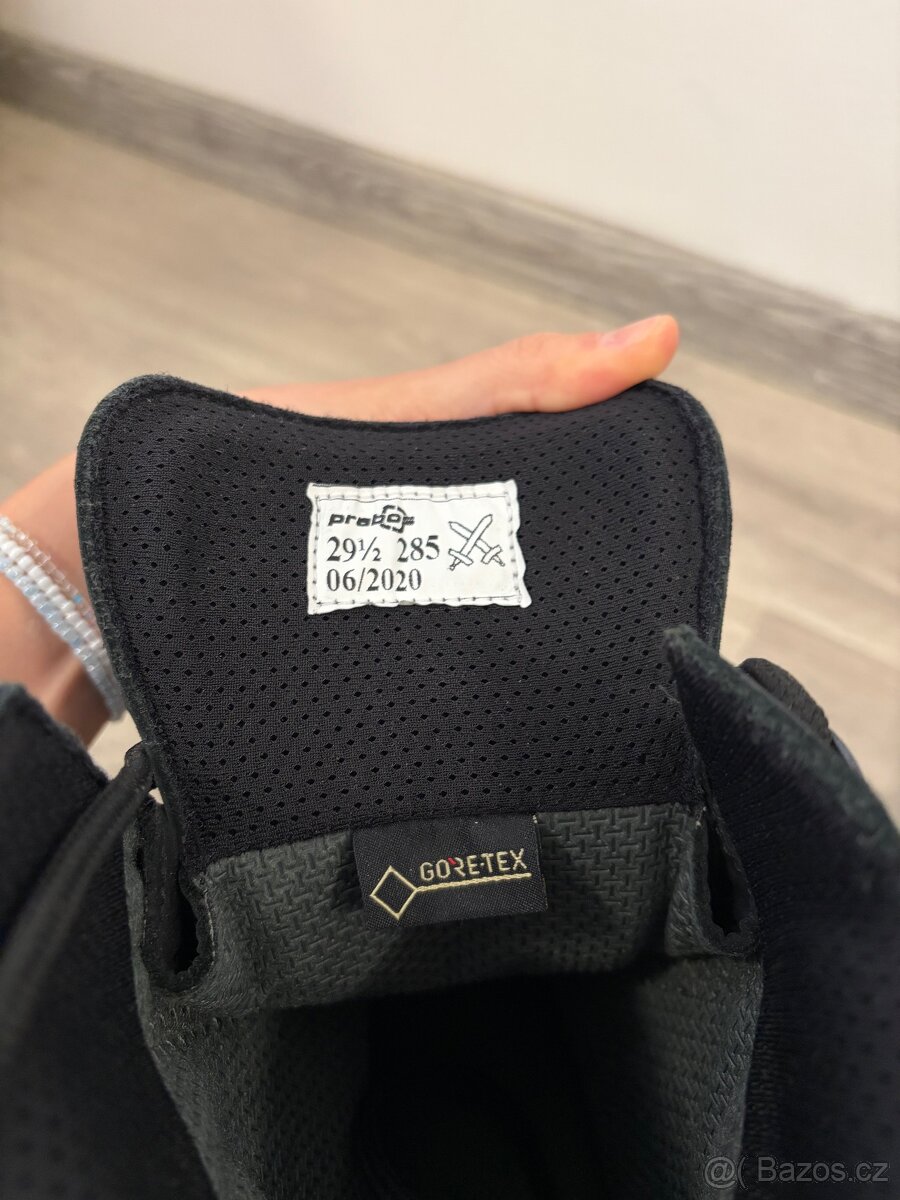 prabos
29½ 285
06/2020
GORE-TEX
@( Bazos.cz